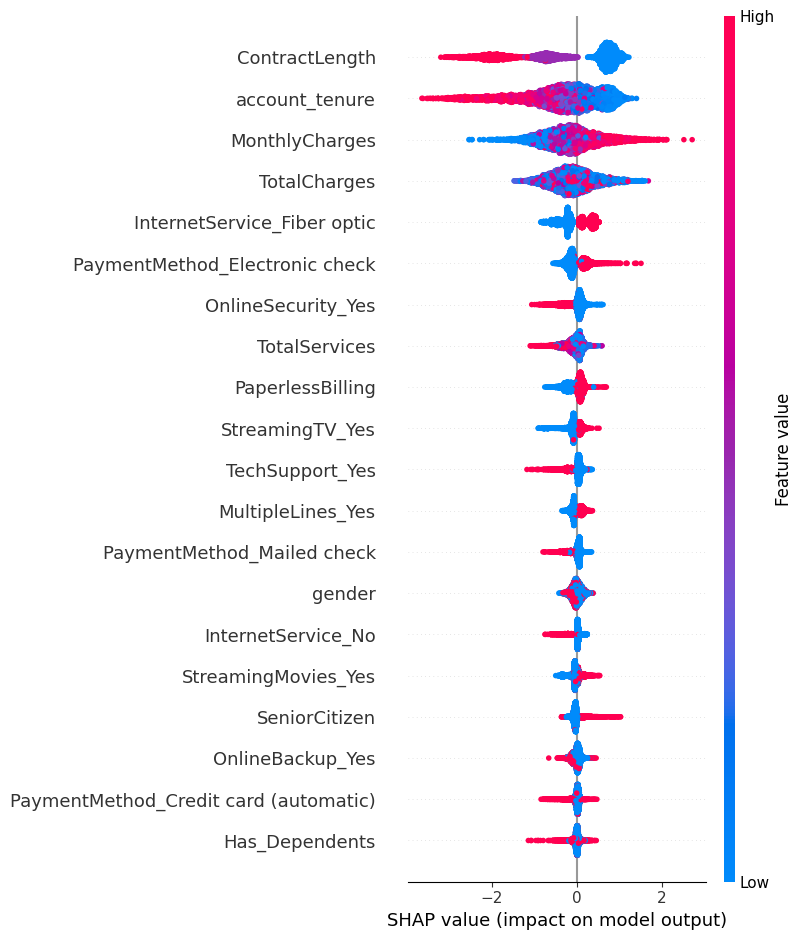 High
ContractLength
account_tenure
MonthlyCharges
TotalCharges
InternetService_Fiber optic
PaymentMethod_Electronic check
OnlineSecurity_Yes
TotalServices
PaperlessBilling
StreamingTV_Yes
TechSupport_Yes
MultipleLines_Yes
PaymentMethod_Mailed check
gender
InternetService_No
StreamingMovies_Yes
SeniorCitizen
OnlineBackup_Yes
PaymentMethod_Credit card (automatic)
Has_Dependents
Feature value
Low
−2 0 2
SHAP value (impact on model output)